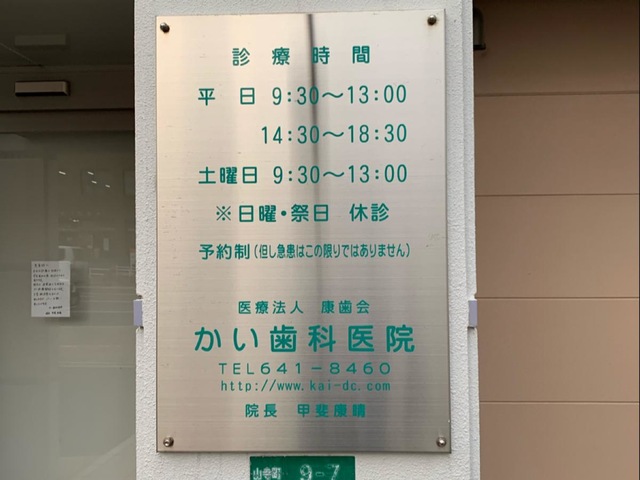 診療時間
平 日 9:30～13:00
14:30～18:30
土曜日 9:30～13:00
※日曜・祭日 休診
予約制(但し急患はこの限りではありません)
医療法人 康歯会
かい歯科医院
TEL641-8460
http://www.kai-dc.com
院長 甲斐康晴
9-7